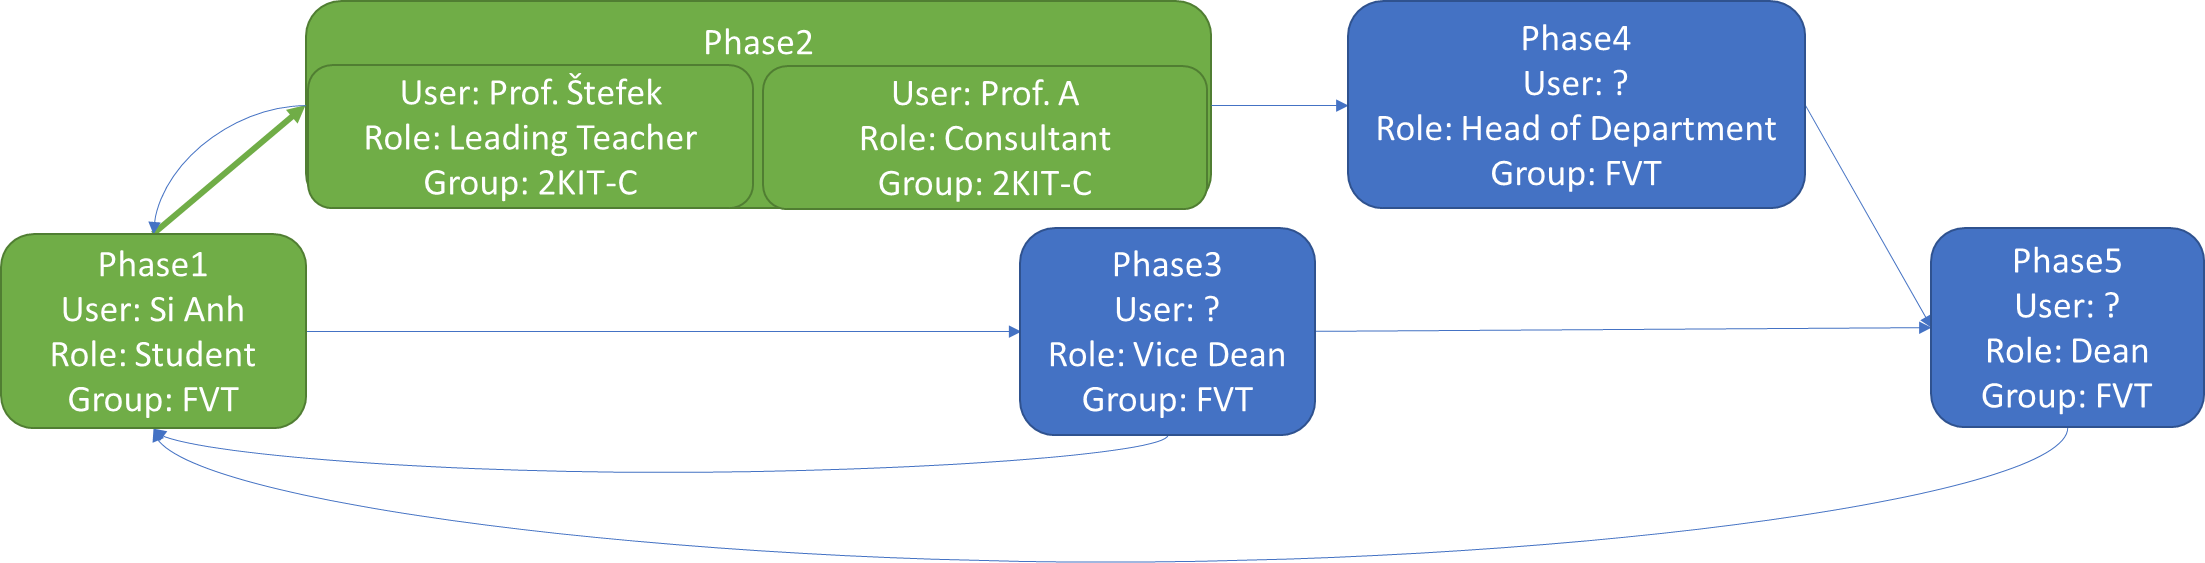 Phase2
User: Prof. Štefek
Role: Leading Teacher
Group: 2KIT-C
User: Prof. A
Role: Consultant
Group: 2KIT-C
Phase4
User: ?
Role: Head of Department
Group: FVT
Phase1
User: Si Anh
Role: Student
Group: FVT
Phase3
User: ?
Role: Vice Dean
Group: FVT
Phase5
User: ?
Role: Dean
Group: FVT